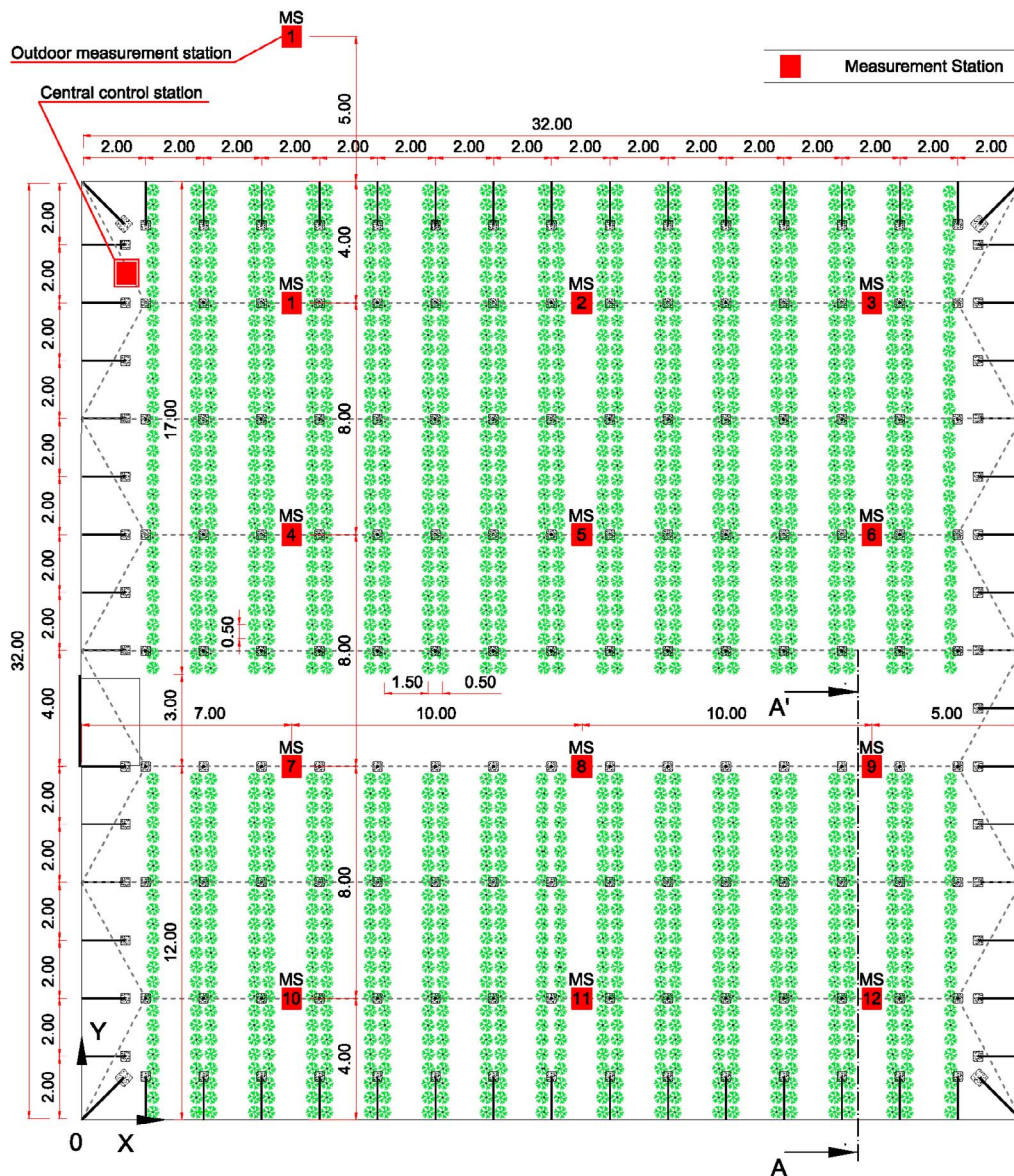 MS
1
Outdoor measurement station
Measurement Station
Central control station
5.00
32.00
2.00 2.00 2.00 2.00 2.00 2.00 2.00 2.00 2.00 2.00 2.00 2.00 2.00 2.00 2.00 2.00
2.00
4.00
2.00
MS MS MS
1 2 3
2.00
2.00
17.00
8.00
2.00
2.00
MS MS MS
4 5 6
2.00
2.00
0.50
32.00
8.00
4.00
3.00
1.50 0.50
A'
7.00 10.00 10.00 5.00
MS MS MS
7 8 9
2.00
2.00
8.00
12.00
2.00
2.00
MS MS MS
10 11 12
2.00
Y
4.00
2.00
0 X
A